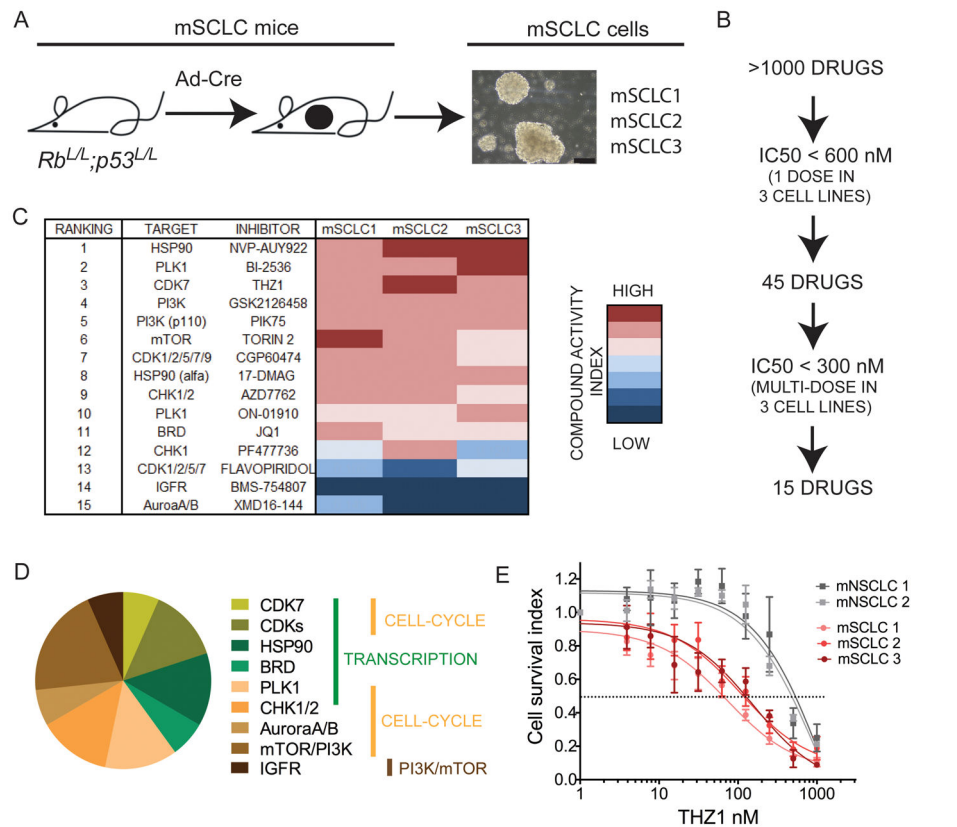 A
mSCLC mice
mSCLC cells
Ad-Cre
Rb^L/L;p53^L/L
mSCLC1
mSCLC2
mSCLC3
B
>1000 DRUGS
IC50 < 600 nM
(1 DOSE IN
3 CELL LINES)
45 DRUGS
IC50 < 300 nM
(MULTI-DOSE IN
3 CELL LINES)
15 DRUGS
C
RANKING TARGET INHIBITOR mSCLC1 mSCLC2 mSCLC3
1 HSP90 NVP-AUY922
2 PLK1 BI-2536
3 CDK7 THZ1
4 PI3K GSK2126458
5 PI3K (p110) PIK75
6 mTOR TORIN 2
7 CDK1/2/5/7/9 CGP60474
8 HSP90 (alfa) 17-DMAG
9 CHK1/2 AZD7762
10 PLK1 ON-01910
11 BRD JQ1
12 CHK1 PF477736
13 CDK1/2/5/7 FLAVOPIRIDOL
14 IGFR BMS-754807
15 AuroaA/B XMD16-144
COMPOUND ACTIVITY
INDEX
HIGH
LOW
D
CDK7
CDKs
HSP90
BRD
PLK1
CHK1/2
AuroraA/B
mTOR/PI3K
IGFR
CELL-CYCLE
TRANSCRIPTION
CELL-CYCLE
PI3K/mTOR
E
Cell survival index
1.2
1.0
0.8
0.6
0.4
0.2
0.0
1 10 100 1000
THZ1 nM
mNSCLC 1
mNSCLC 2
mSCLC 1
mSCLC 2
mSCLC 3